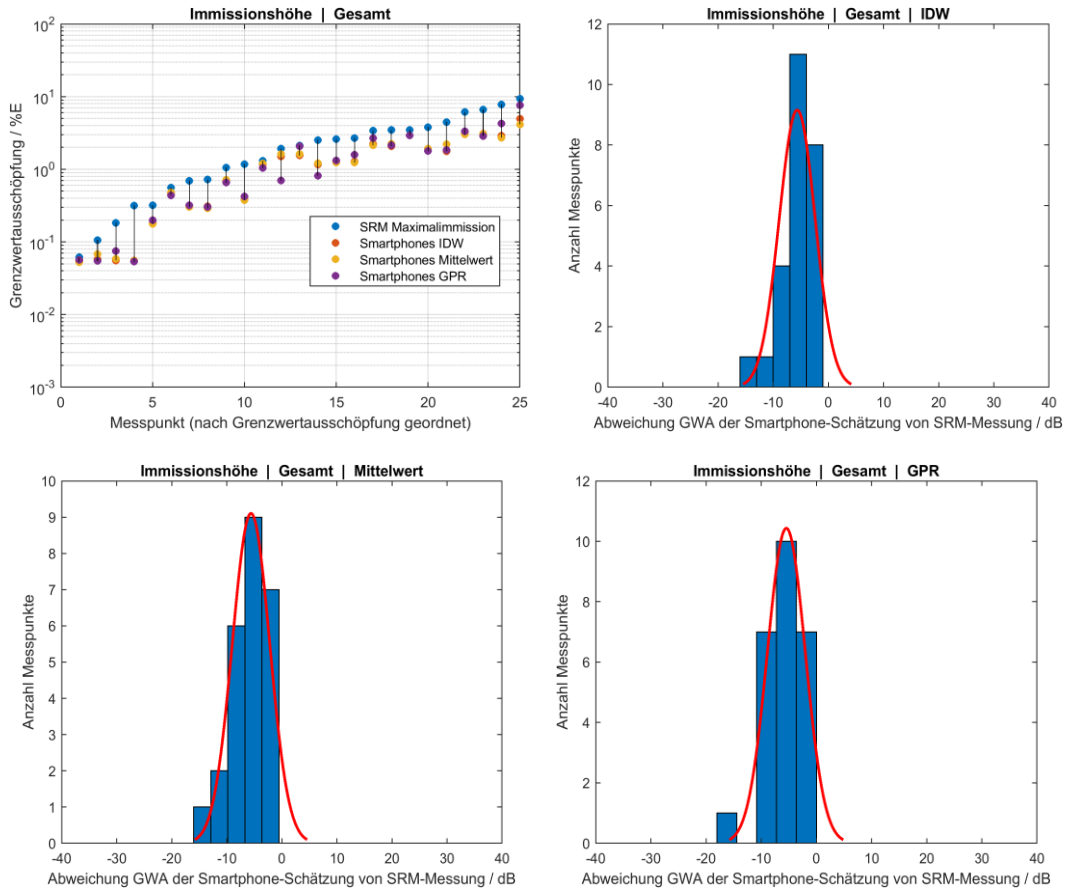 Immissionshöhe | Gesamt
Grenzwertausschöpfung / %E
10^2
10^1
10^0
10^-1
10^-2
10^-3
SRM Maximalimmission
Smartphones IDW
Smartphones Mittelwert
Smartphones GPR
0 5 10 15 20 25
Messpunkt (nach Grenzwertausschöpfung geordnet)
Immissionshöhe | Gesamt | IDW
Anzahl Messpunkte
12
10
8
6
4
2
0
-40 -30 -20 -10 0 10 20 30 40
Abweichung GWA der Smartphone-Schätzung von SRM-Messung / dB
Immissionshöhe | Gesamt | Mittelwert
Anzahl Messpunkte
10
9
8
7
6
5
4
3
2
1
0
-40 -30 -20 -10 0 10 20 30 40
Abweichung GWA der Smartphone-Schätzung von SRM-Messung / dB
Immissionshöhe | Gesamt | GPR
Anzahl Messpunkte
12
10
8
6
4
2
0
-40 -30 -20 -10 0 10 20 30 40
Abweichung GWA der Smartphone-Schätzung von SRM-Messung / dB